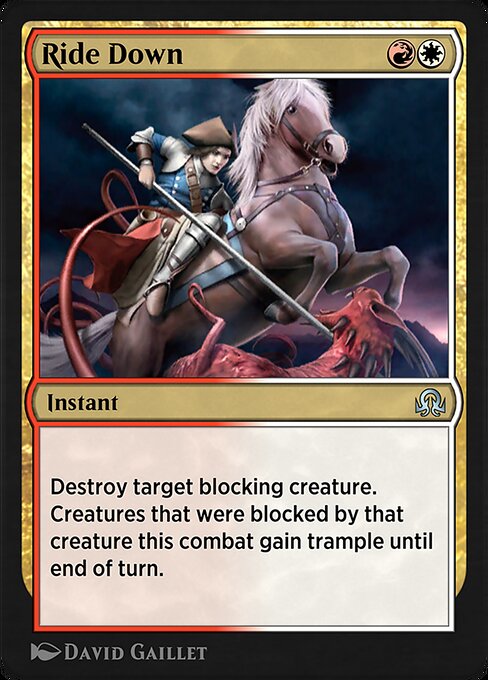 Ride Down
Instant
Destroy target blocking creature.
Creatures that were blocked by that
creature this combat gain trample until
end of turn.
DAVID GAILLET